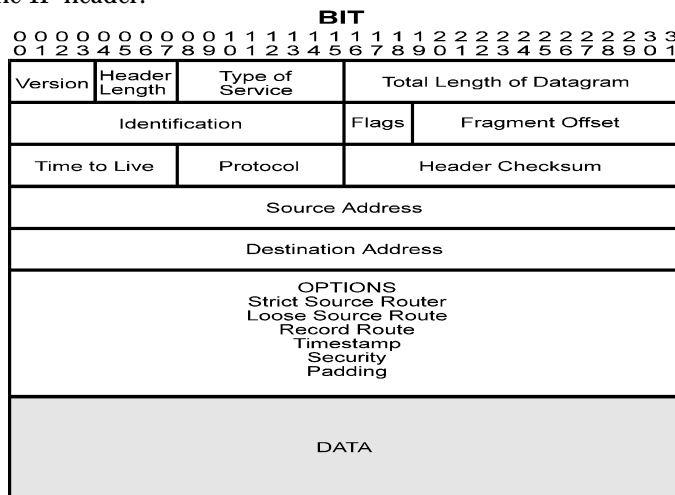 he IP header.
BIT
0 0 0 0 0 0 0 0 0 0 1 1 1 1 1 1 1 1 1 1 2 2 2 2 2 2 2 2 2 2 3 3
0 1 2 3 4 5 6 7 8 9 0 1 2 3 4 5 6 7 8 9 0 1 2 3 4 5 6 7 8 9 0 1
Version
Header
Length
Type of
Service
Total Length of Datagram
Identification
Flags
Fragment Offset
Time to Live
Protocol
Header Checksum
Source Address
Destination Address
OPTIONS
Strict Source Router
Loose Source Route
Record Route
Timestamp
Security
Padding
DATA